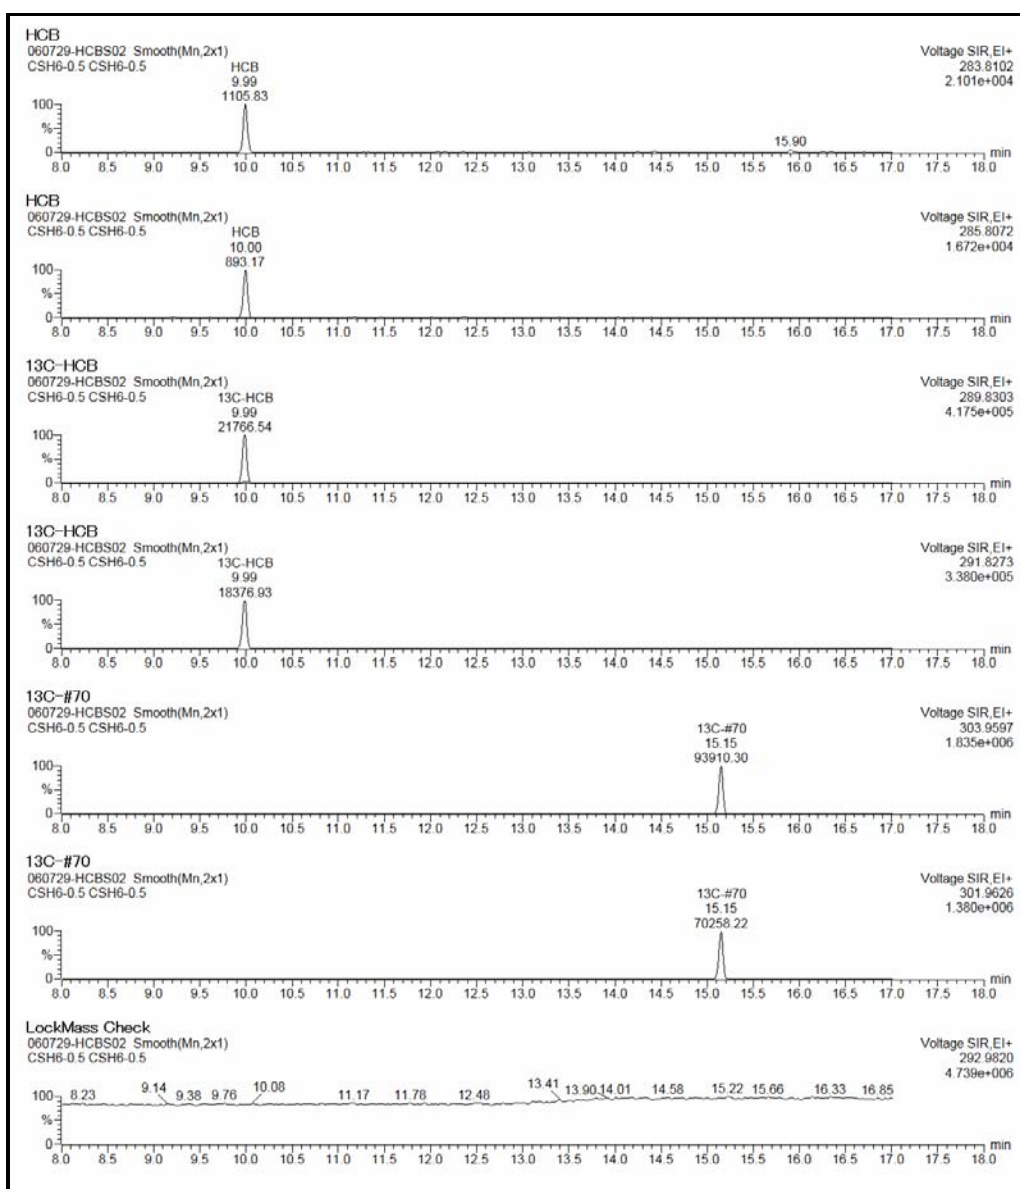 HCB
060729-HCBS02 Smooth(Mn,2x1)
CSH6-0.5 CSH6-0.5
Voltage SIR,EI+
283.8102
2.101e+004
HCB
9.99
1105.83
15.90
100
%
0
min
8.0 8.5 9.0 9.5 10.0 10.5 11.0 11.5 12.0 12.5 13.0 13.5 14.0 14.5 15.0 15.5 16.0 16.5 17.0 17.5 18.0
HCB
060729-HCBS02 Smooth(Mn,2x1)
CSH6-0.5 CSH6-0.5
Voltage SIR,EI+
285.8072
1.672e+004
HCB
10.00
893.17
100
%
0
min
8.0 8.5 9.0 9.5 10.0 10.5 11.0 11.5 12.0 12.5 13.0 13.5 14.0 14.5 15.0 15.5 16.0 16.5 17.0 17.5 18.0
13C-HCB
060729-HCBS02 Smooth(Mn,2x1)
CSH6-0.5 CSH6-0.5
Voltage SIR,EI+
289.8303
4.175e+005
13C-HCB
9.99
21766.54
100
%
0
min
8.0 8.5 9.0 9.5 10.0 10.5 11.0 11.5 12.0 12.5 13.0 13.5 14.0 14.5 15.0 15.5 16.0 16.5 17.0 17.5 18.0
13C-HCB
060729-HCBS02 Smooth(Mn,2x1)
CSH6-0.5 CSH6-0.5
Voltage SIR,EI+
291.8273
3.380e+005
13C-HCB
9.99
18376.93
100
%
0
min
8.0 8.5 9.0 9.5 10.0 10.5 11.0 11.5 12.0 12.5 13.0 13.5 14.0 14.5 15.0 15.5 16.0 16.5 17.0 17.5 18.0
13C-#70
060729-HCBS02 Smooth(Mn,2x1)
CSH6-0.5 CSH6-0.5
Voltage SIR,EI+
303.9597
1.835e+006
13C-#70
15.15
93910.30
100
%
0
min
8.0 8.5 9.0 9.5 10.0 10.5 11.0 11.5 12.0 12.5 13.0 13.5 14.0 14.5 15.0 15.5 16.0 16.5 17.0 17.5 18.0
13C-#70
060729-HCBS02 Smooth(Mn,2x1)
CSH6-0.5 CSH6-0.5
Voltage SIR,EI+
301.9626
1.380e+006
13C-#70
15.15
70258.22
100
%
0
min
8.0 8.5 9.0 9.5 10.0 10.5 11.0 11.5 12.0 12.5 13.0 13.5 14.0 14.5 15.0 15.5 16.0 16.5 17.0 17.5 18.0
LockMass Check
060729-HCBS02 Smooth(Mn,2x1)
CSH6-0.5 CSH6-0.5
Voltage SIR,EI+
292.9820
4.739e+006
8.23 9.14 9.38 9.76 10.08 11.17 11.78 12.48 13.41 13.90 14.01 14.58 15.22 15.66 16.33 16.85
100
%
0
min
8.0 8.5 9.0 9.5 10.0 10.5 11.0 11.5 12.0 12.5 13.0 13.5 14.0 14.5 15.0 15.5 16.0 16.5 17.0 17.5 18.0